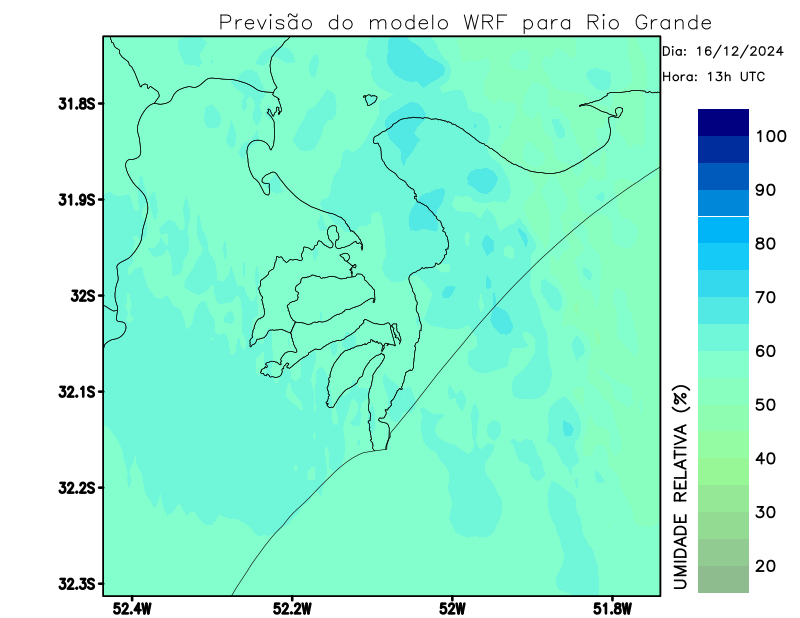 Previsão do modelo WRF para Rio Grande
Dia: 16/12/2024
Hora: 13h UTC
31.8S
31.9S
32S
32.1S
32.2S
32.3S
52.4W
52.2W
52W
51.8W
100
90
80
70
60
50
40
30
20
UMIDADE RELATIVA (%)